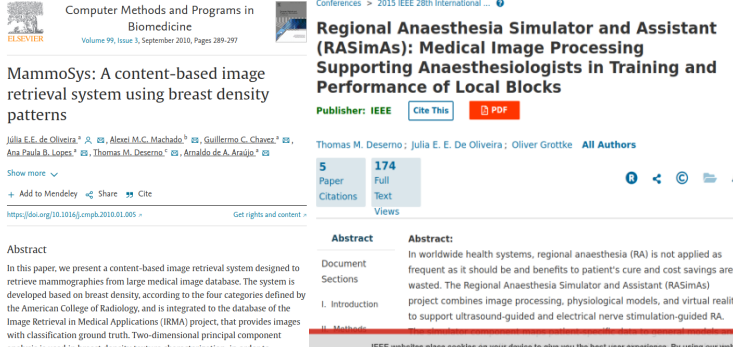 ELSEVIER
Computer Methods and Programs in
Biomedicine
Volume 99, Issue 3, September 2010, Pages 289-297
MammoSys: A content-based image
retrieval system using breast density
patterns
Júlia E.E. de Oliveira a, Alexei M.C. Machado b, Guillermo C. Chavez a,
Ana Paula B. Lopes a, Thomas M. Deserno c, Arnaldo de A. Araújo a
Show more
+ Add to Mendeley Share Cite
https://doi.org/10.1016/j.cmpb.2010.01.005 Get rights and content
Abstract
In this paper, we present a content-based image retrieval system designed to
retrieve mammographies from large medical image database. The system is
developed based on breast density, according to the four categories defined by
the American College of Radiology, and is integrated to the database of the
Image Retrieval in Medical Applications (IRMA) project, that provides images
with classification ground truth. Two-dimensional principal component
Conferences > 2015 IEEE 28th International ...
Regional Anaesthesia Simulator and Assistant
(RASimAs): Medical Image Processing
Supporting Anaesthesiologists in Training and
Performance of Local Blocks
Publisher: IEEE Cite This PDF
Thomas M. Deserno; Julia E. E. De Oliveira; Oliver Grottke All Authors
5
Paper
Citations
174
Full
Text
Views
Abstract
Document
Sections
I. Introduction
II. Methods
Abstract:
In worldwide health systems, regional anaesthesia (RA) is not applied as
frequent as it should be and benefits to patient's cure and cost savings are
wasted. The Regional Anaesthesia Simulator and Assistant (RASimAs)
project combines image processing, physiological models, and virtual realit
to support ultrasound-guided and electrical nerve stimulation-guided RA.